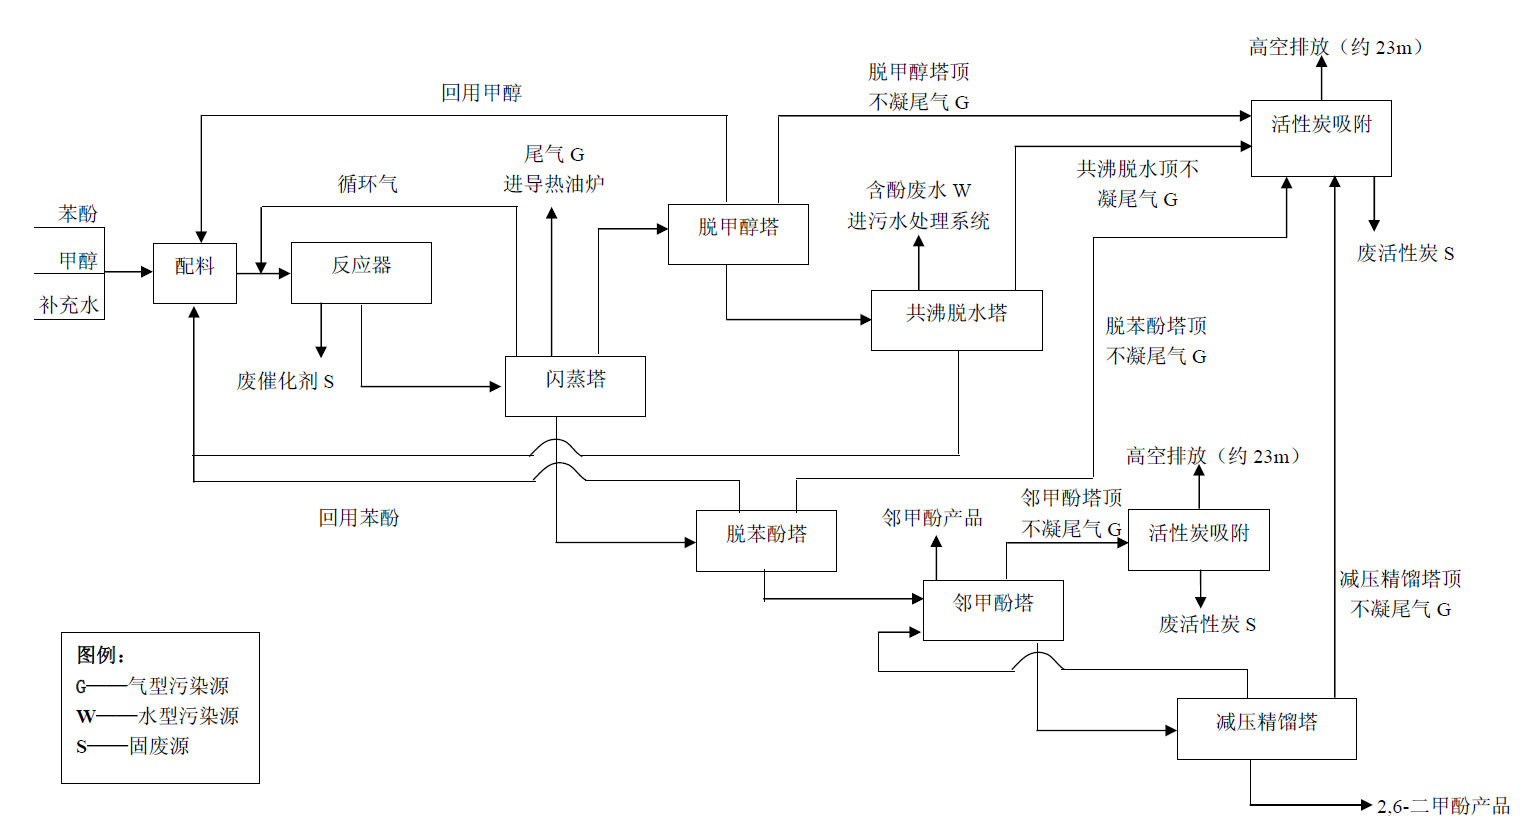 高空排放（约 23m）
脱甲醇塔顶
不凝尾气 G
回用甲醇
活性炭吸附
尾气 G
进导热油炉
共沸脱水顶不
凝尾气 G
循环气
含酚废水 W
进污水处理系统
苯酚
脱甲醇塔
废活性炭 S
甲醇
配料
反应器
补充水
共沸脱水塔
脱苯酚塔顶
不凝尾气 G
废催化剂 S
闪蒸塔
高空排放（约 23m）
回用苯酚
邻甲酚塔顶
不凝尾气 G
邻甲酚产品
脱苯酚塔
活性炭吸附
减压精馏塔顶
不凝尾气 G
邻甲酚塔
废活性炭 S
图例：
G——气型污染源
W——水型污染源
S——固废源
减压精馏塔
2,6-二甲酚产品